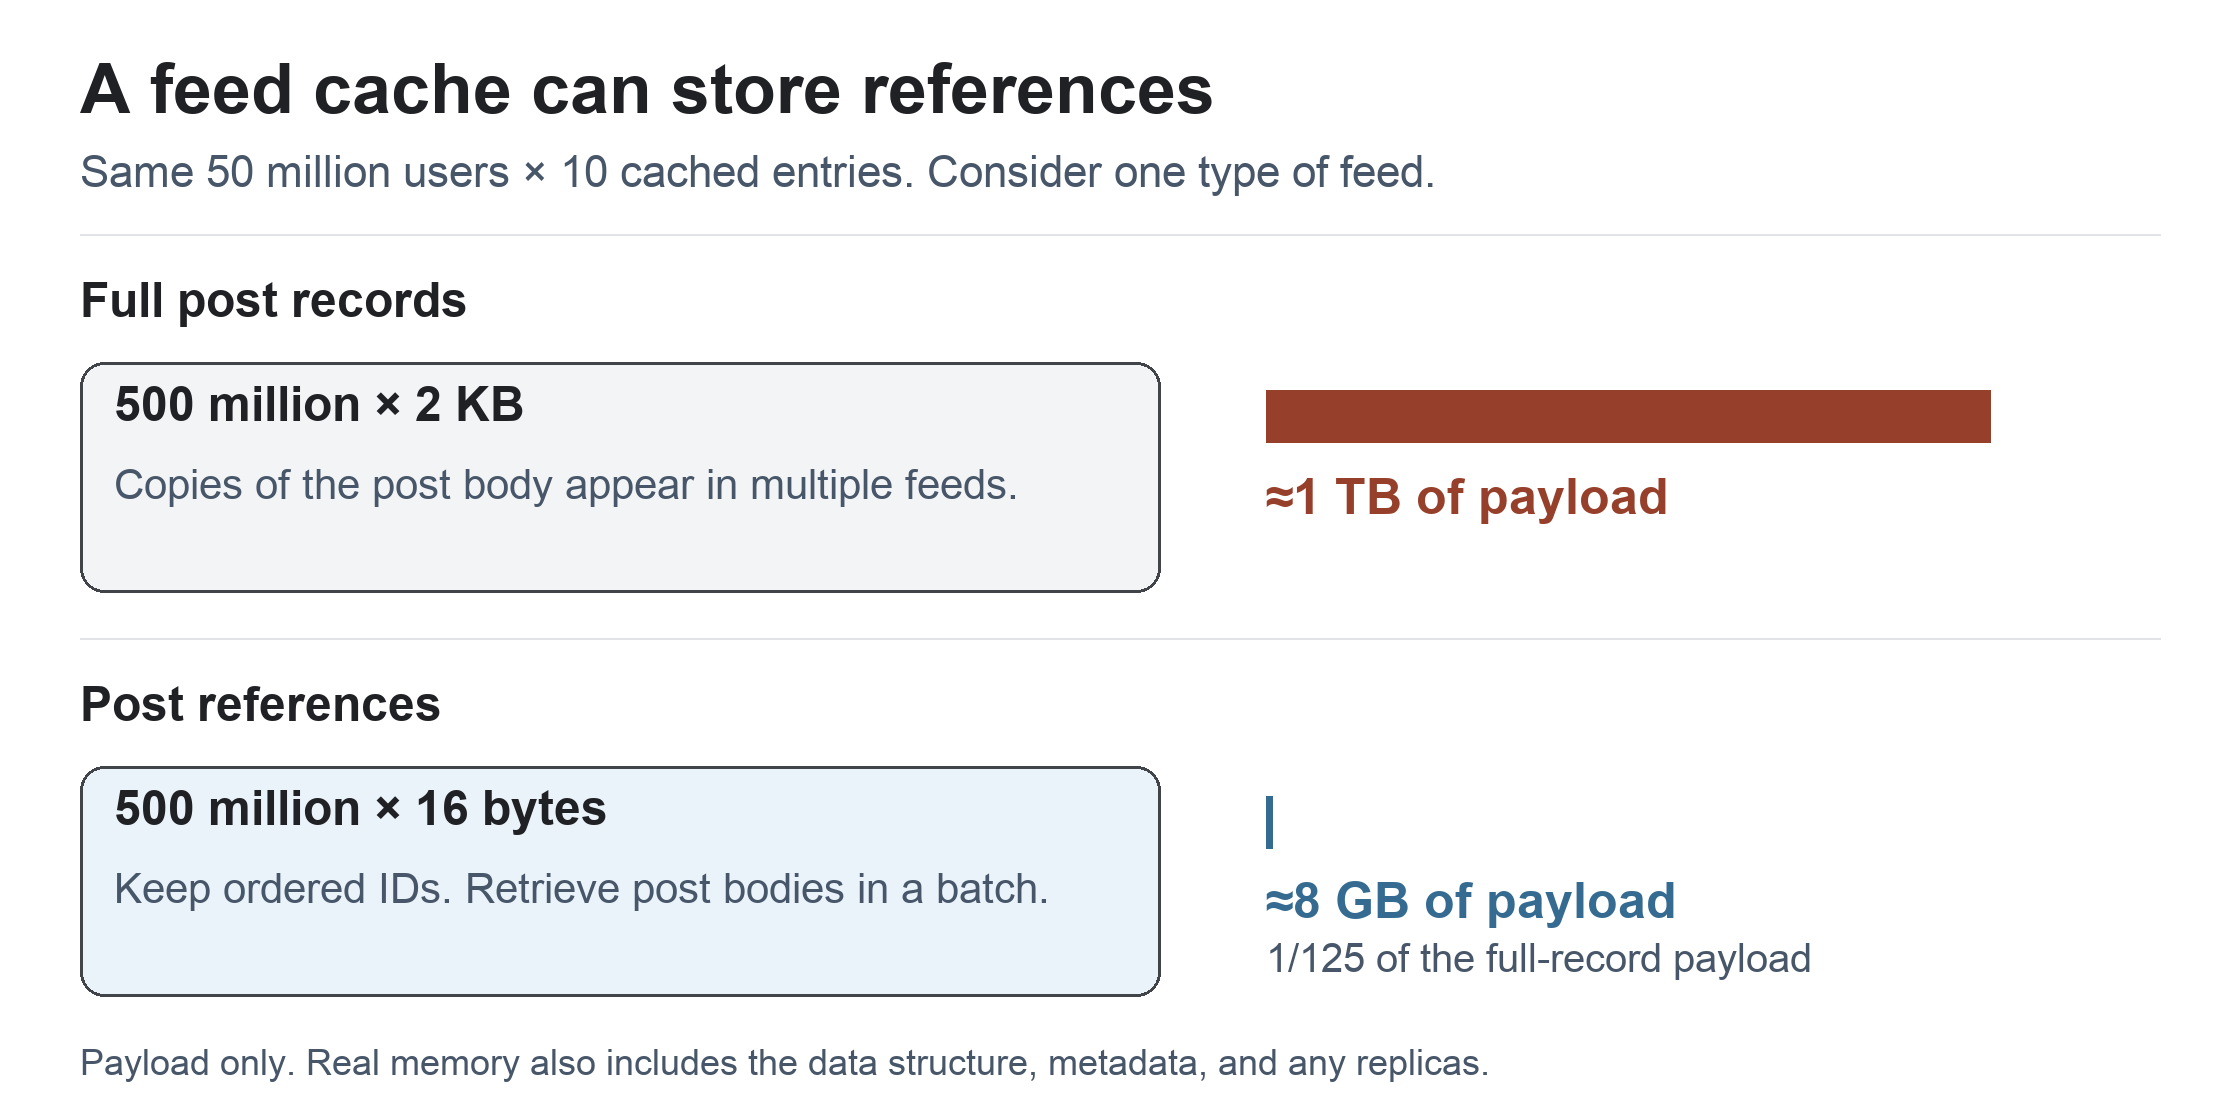 A feed cache can store references
Same 50 million users × 10 cached entries. Consider one type of feed.
Full post records
500 million × 2 KB
Copies of the post body appear in multiple feeds.
≈1 TB of payload
Post references
500 million × 16 bytes
Keep ordered IDs. Retrieve post bodies in a batch.
≈8 GB of payload
1/125 of the full-record payload
Payload only. Real memory also includes the data structure, metadata, and any replicas.